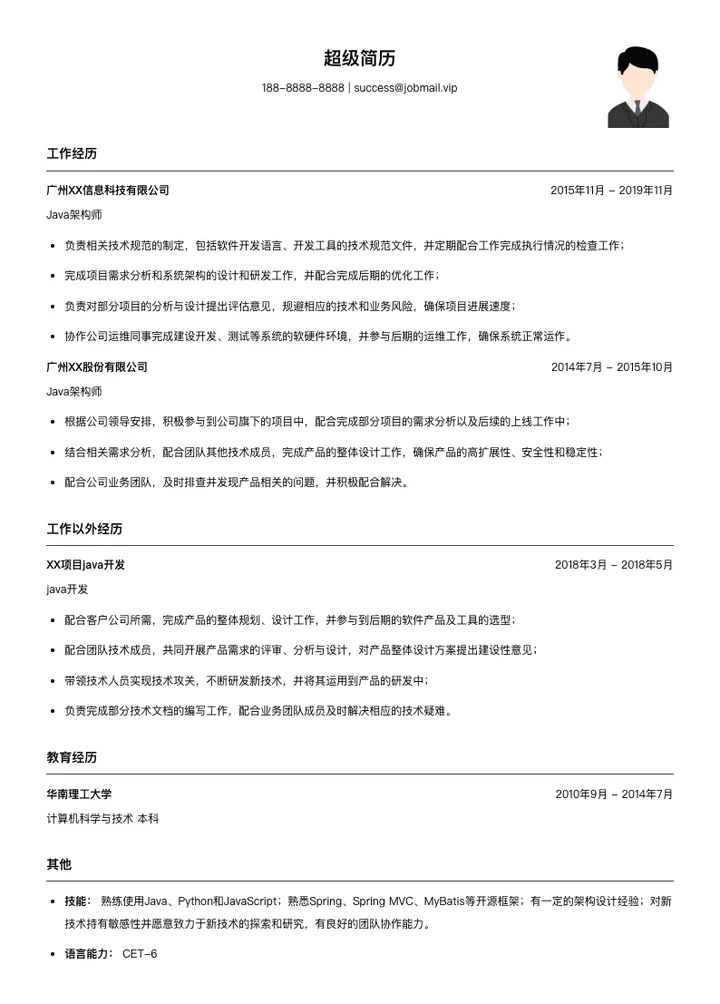 超级简历
188-8888-8888 | success@jobmail.vip
工作经历
广州XX信息科技有限公司 2015年11月 – 2019年11月
Java架构师
• 负责相关技术规范的制定，包括软件开发语言、开发工具的技术规范文件，并定期配合工作完成执行情况的检查工作；
• 完成项目需求分析和系统架构的设计和研发工作，并配合完成后期的优化工作；
• 负责对部分项目的分析与设计提出评估意见，规避相应的技术和业务风险，确保项目进展速度；
• 协作公司运维同事完成建设开发、测试等系统的软硬件环境，并参与后期的运维工作，确保系统正常运作。
广州XX股份有限公司 2014年7月 – 2015年10月
Java架构师
• 根据公司领导安排，积极参与到公司旗下的项目中，配合完成部分项目的需求分析以及后续的上线工作中；
• 结合相关需求分析，配合团队其他技术成员，完成产品的整体设计工作，确保产品的高扩展性、安全性和稳定性；
• 配合公司业务团队，及时排查并发现产品相关的问题，并积极配合解决。
工作以外经历
XX项目java开发 2018年3月 – 2018年5月
java开发
• 配合客户公司所需，完成产品的整体规划、设计工作，并参与到后期的软件产品及工具的选型；
• 配合团队技术成员，共同开展产品需求的评审、分析与设计，对产品整体设计方案提出建设性意见；
• 带领技术人员实现技术攻关，不断研发新技术，并将其运用到产品的研发中；
• 负责完成部分技术文档的编写工作，配合业务团队成员及时解决相应的技术疑难。
教育经历
华南理工大学 2010年9月 – 2014年7月
计算机科学与技术 本科
其他
• 技能： 熟练使用Java、Python和JavaScript；熟悉Spring、Spring MVC、MyBatis等开源框架；有一定的架构设计经验；对新
技术持有敏感性并愿意致力于新技术的探索和研究，有良好的团队协作能力。
• 语言能力： CET-6